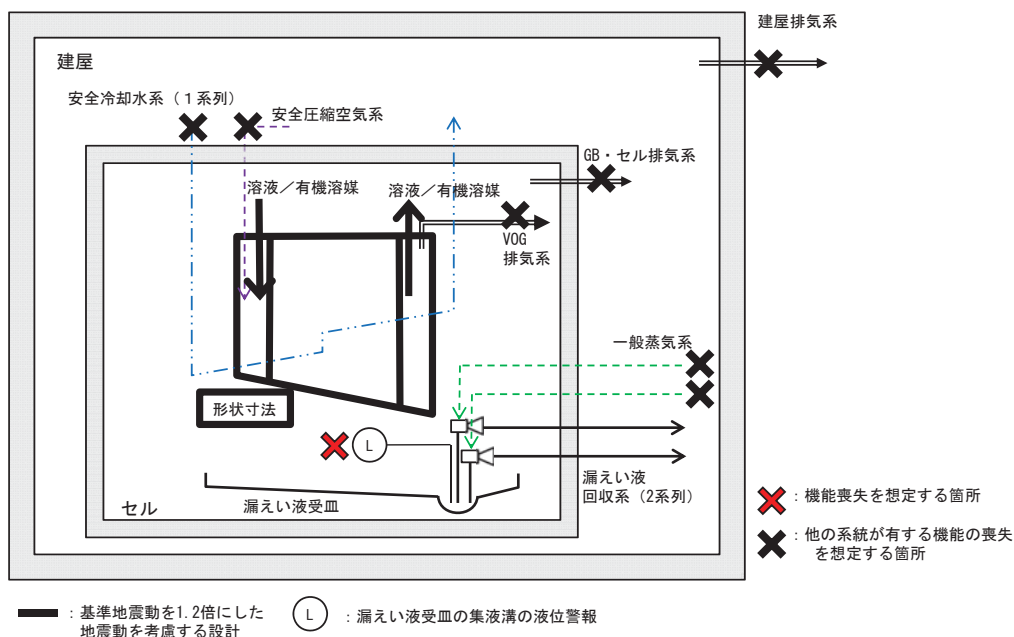 建屋排気系
建屋
安全冷却水系（１系列）
安全圧縮空気系
GB・セル排気系
溶液／有機溶媒
溶液／有機溶媒
VOG
排気系
一般蒸気系
形状寸法
L
漏えい液
回収系（2系列）
漏えい液受皿
セル
：機能喪失を想定する箇所
：他の系統が有する機能の喪失
を想定する箇所
：基準地震動を1.2倍にした
地震動を考慮する設計
L
：漏えい液受皿の集液溝の液位警報